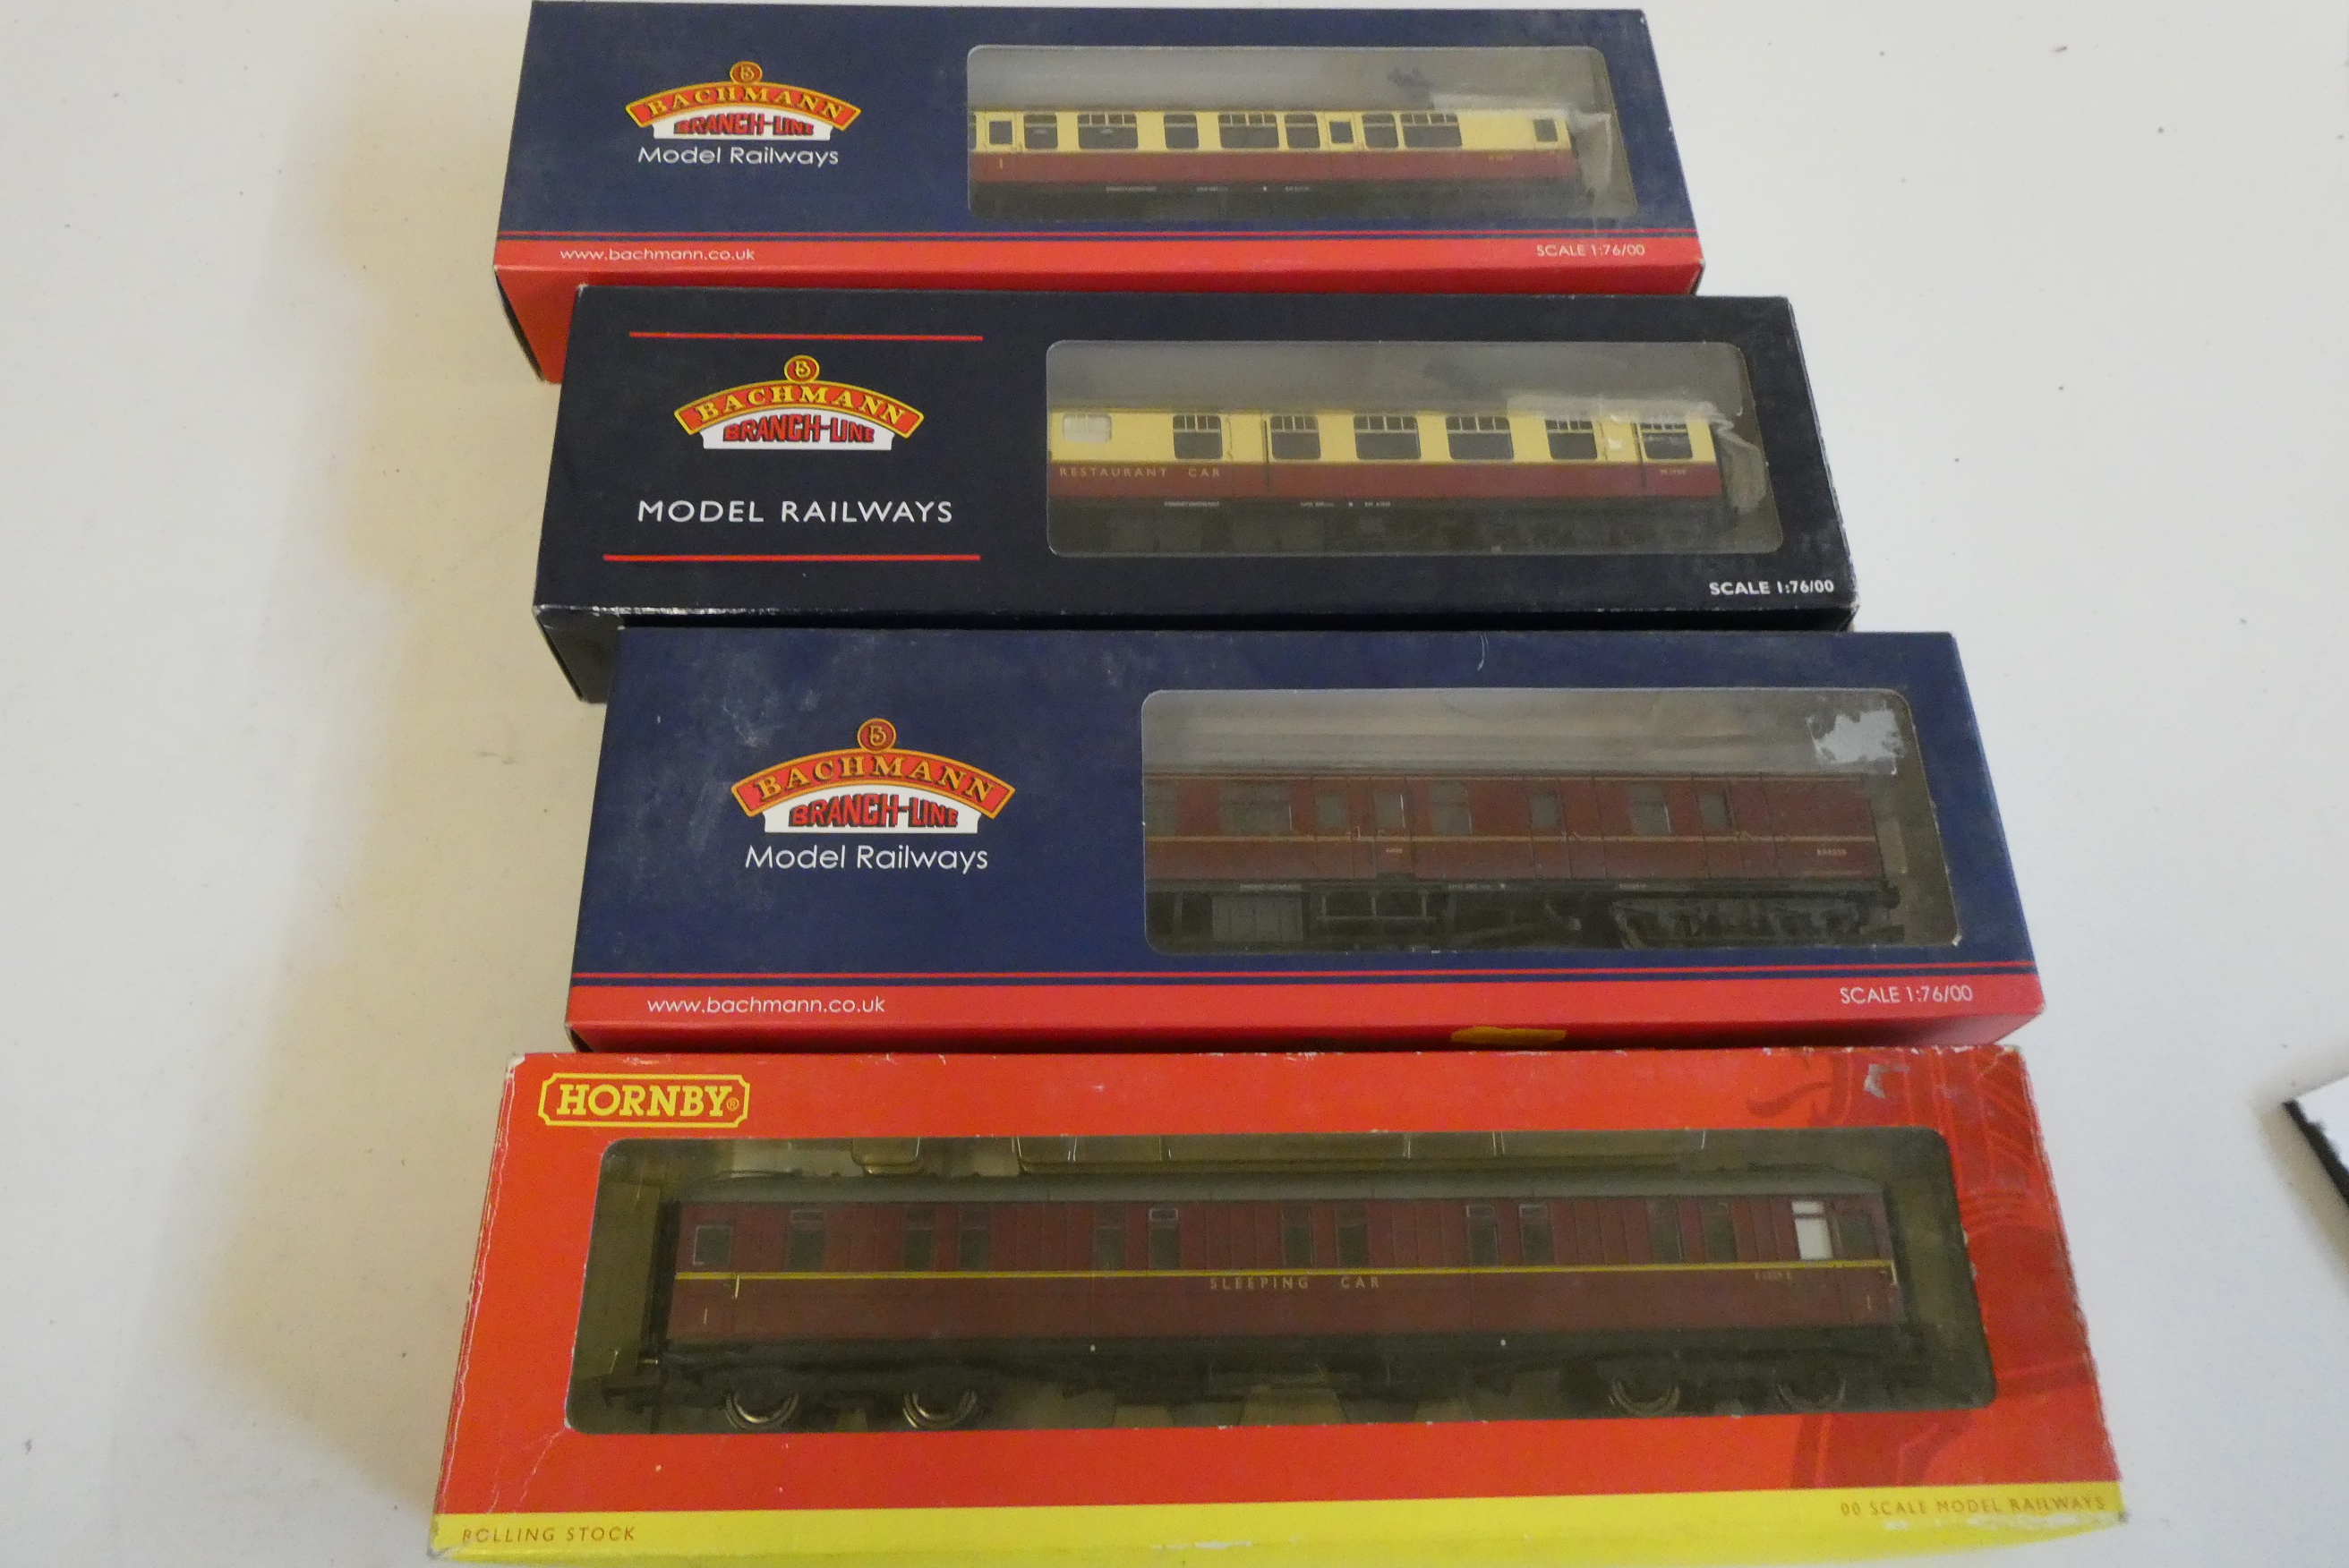 B
BACHMANN
BRANCH-LINE
Model Railways
www.bachmann.co.uk
SCALE 1:76/00
B
BACHMANN
BRANCH-LINE
MODEL RAILWAYS
RESTAURANT CAR
SCALE 1:76/00
B
BACHMANN
BRANCH-LINE
Model Railways
www.bachmann.co.uk
SCALE 1:76/00
HORNBY®
SLEEPING CAR
ROLLING STOCK
00 SCALE MODEL RAILWAYS